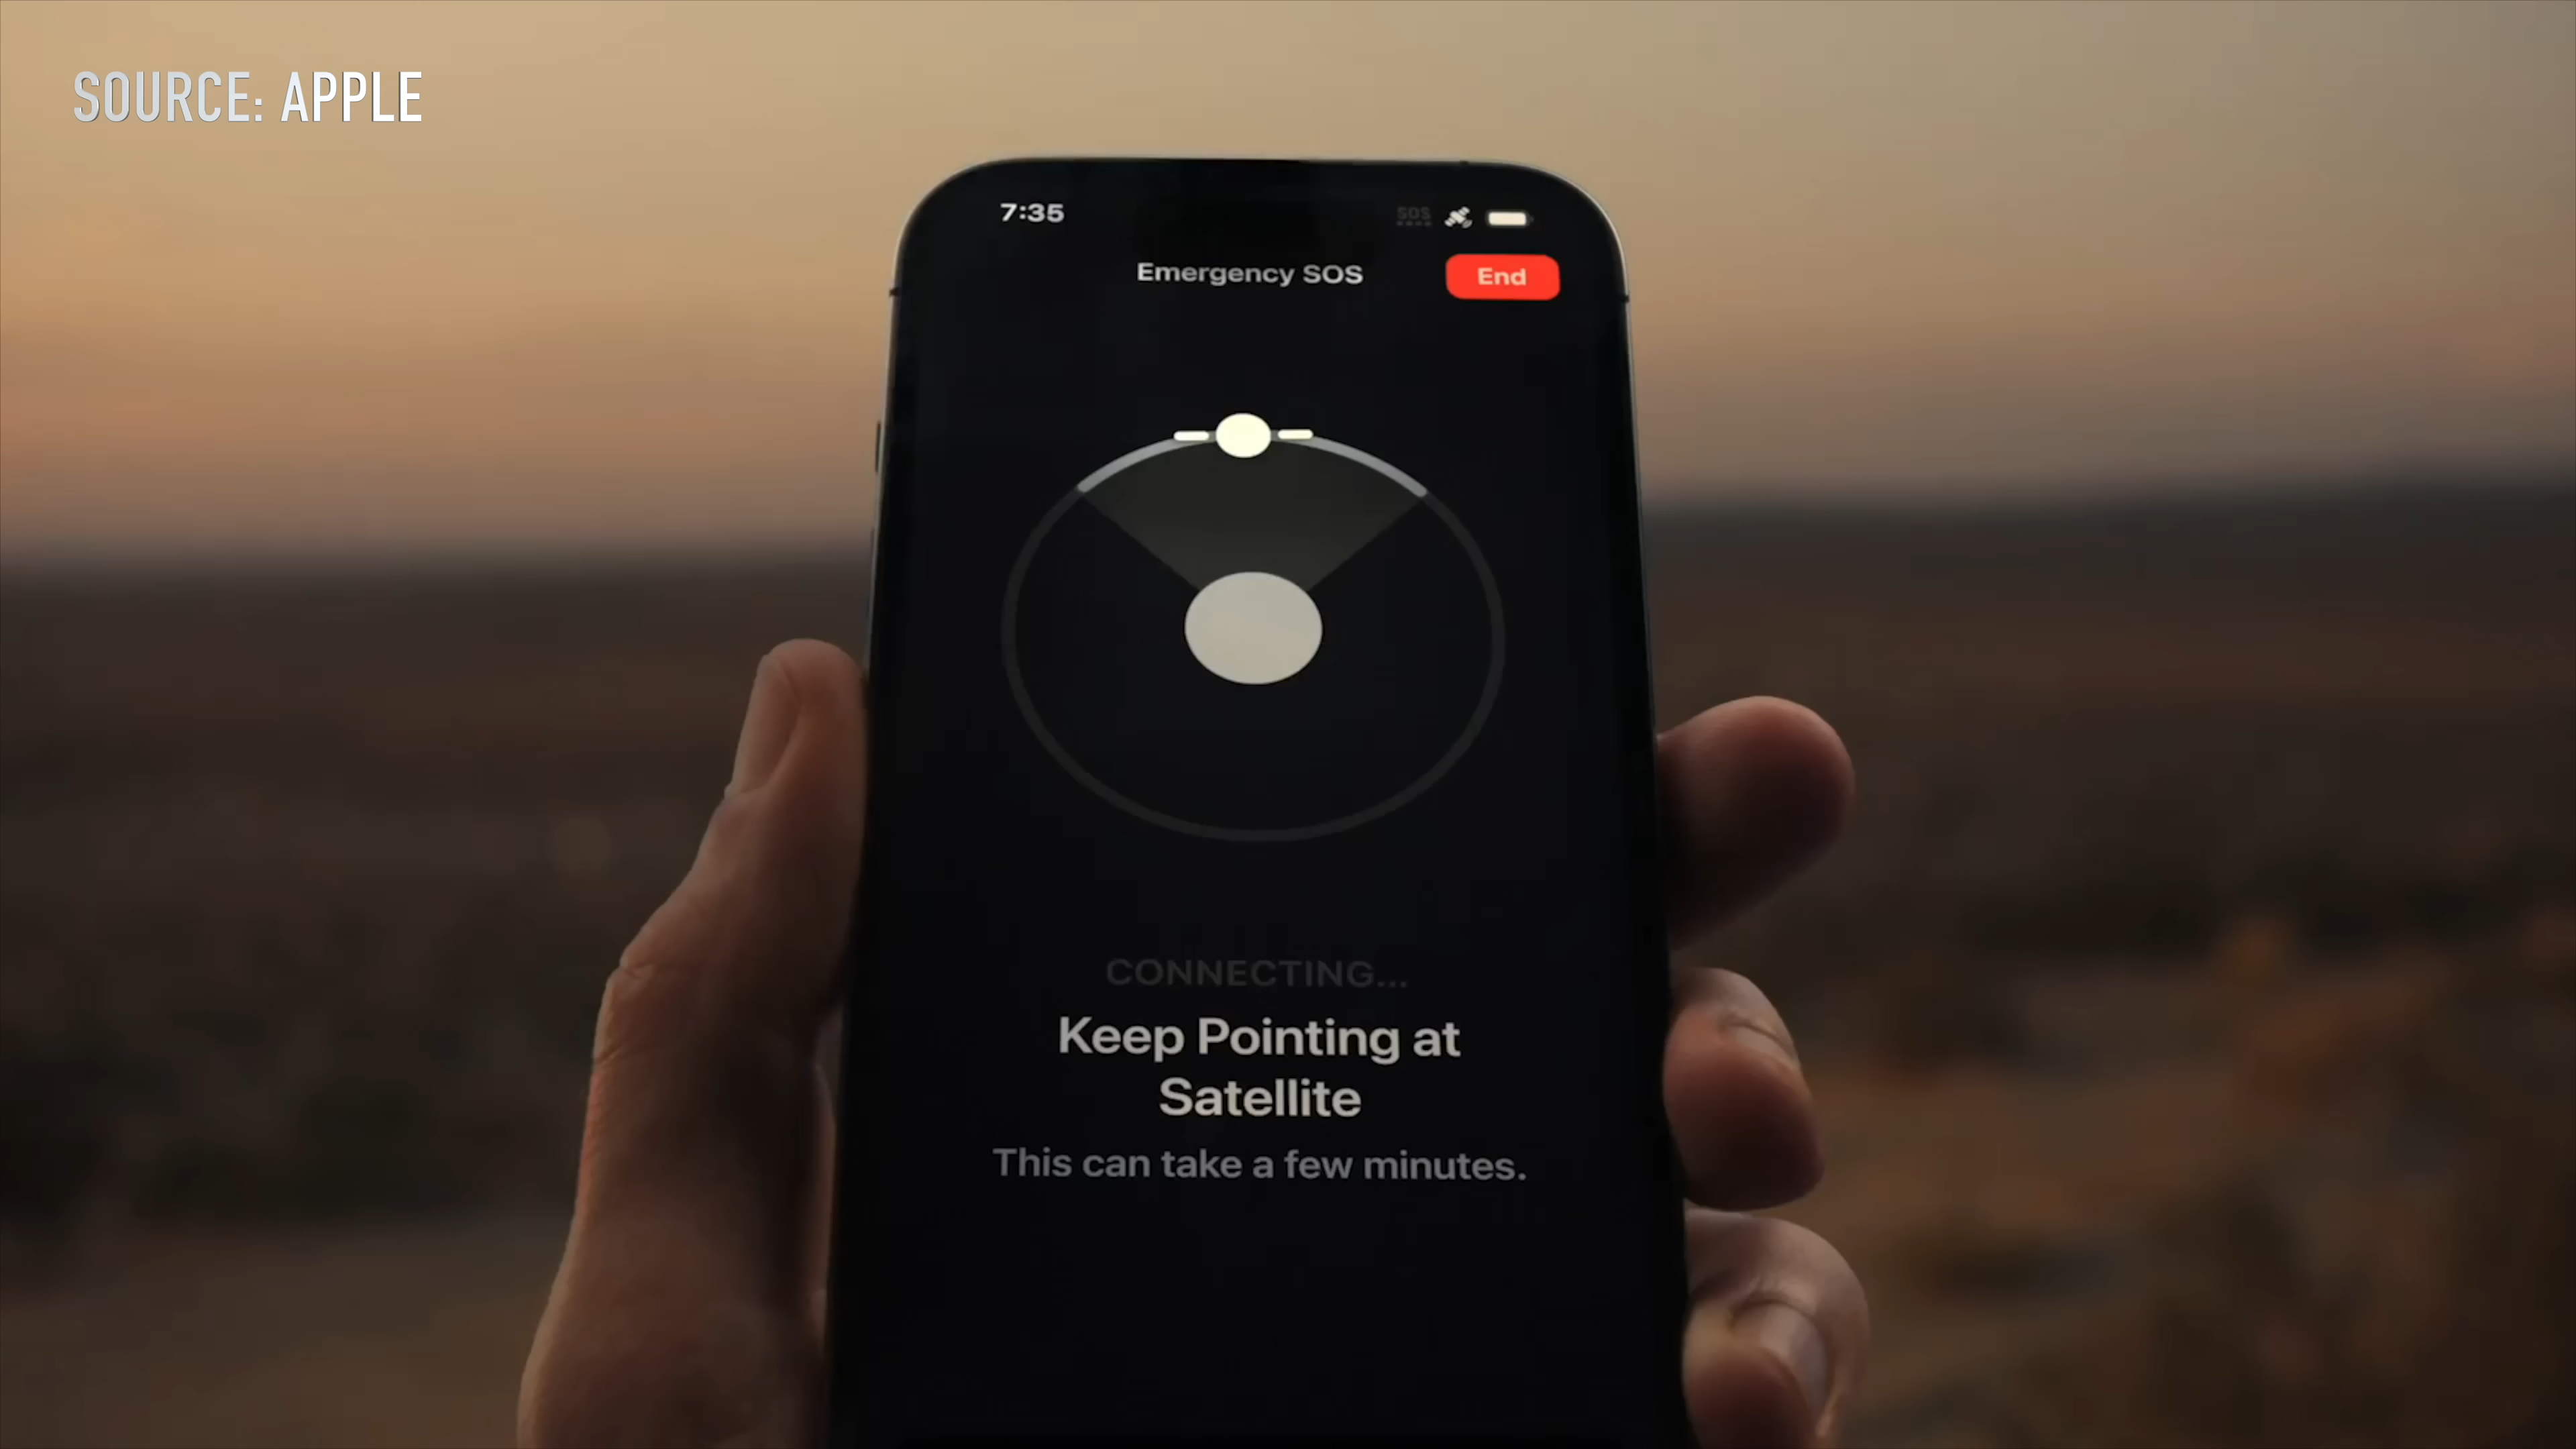 SOURCE: APPLE
7:35
SOS
Emergency SOS
End
CONNECTING...
Keep Pointing at
Satellite
This can take a few minutes.